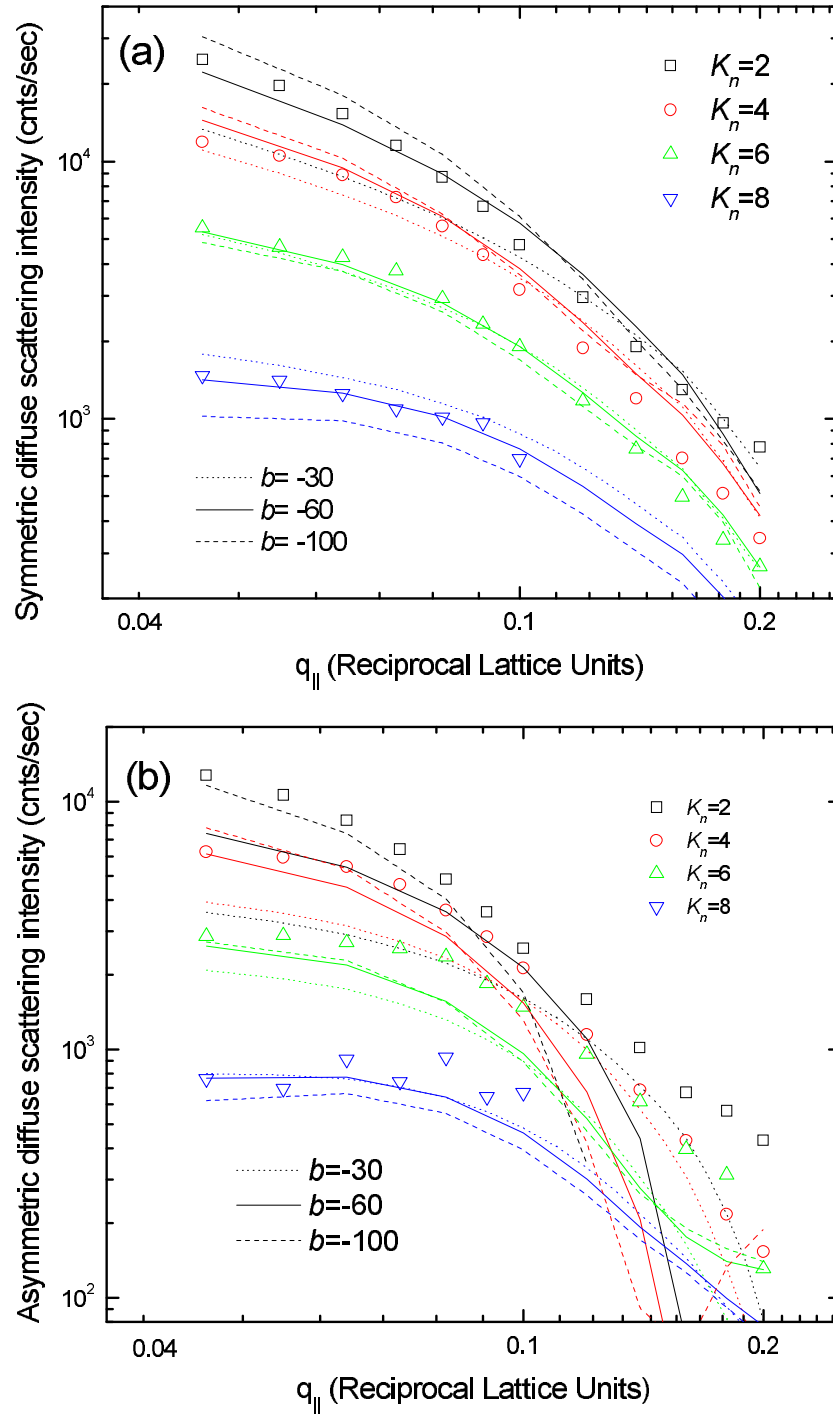 (a)
Kn=2
Kn=4
Kn=6
Kn=8
10^4
10^3
b= -30
b= -60
b= -100
0.04
0.1
0.2
Symmetric diffuse scattering intensity (cnts/sec)
q|| (Reciprocal Lattice Units)
(b)
Kn=2
Kn=4
Kn=6
Kn=8
10^4
10^3
10^2
b=-30
b=-60
b=-100
0.04
0.1
0.2
Asymmetric diffuse scattering intensity (cnts/sec)
q|| (Reciprocal Lattice Units)